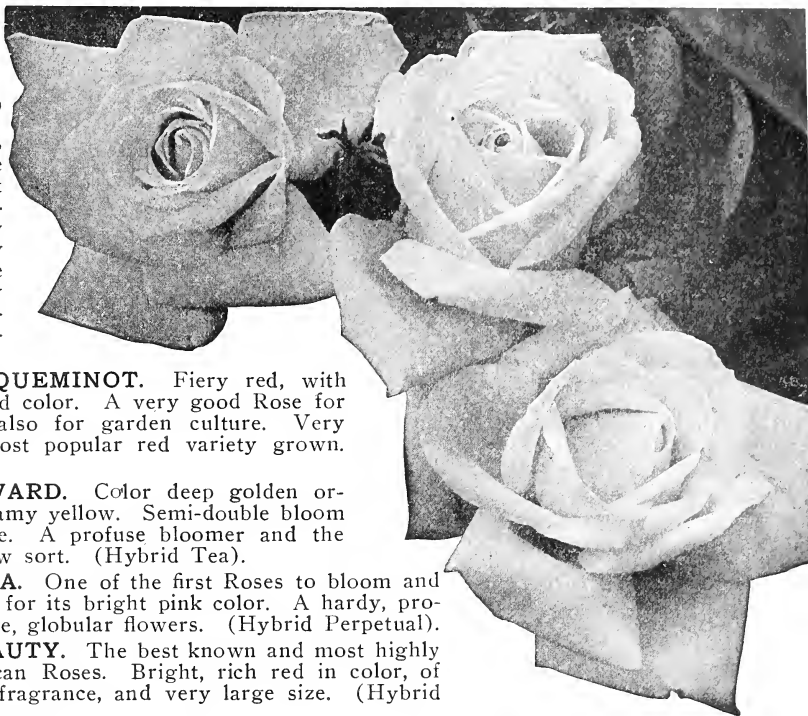 QUEMINOT. Fiery red, with
d color. A very good Rose for
also for garden culture. Very
ost popular red variety grown.
VARD. Color deep golden or-
amy yellow. Semi-double bloom
e. A profuse bloomer and the
w sort. (Hybrid Tea).
A. One of the first Roses to bloom and
for its bright pink color. A hardy, pro-
e, globular flowers. (Hybrid Perpetual).
AUTY. The best known and most highly
can Roses. Bright, rich red in color, of
fragrance, and very large size. (Hybrid